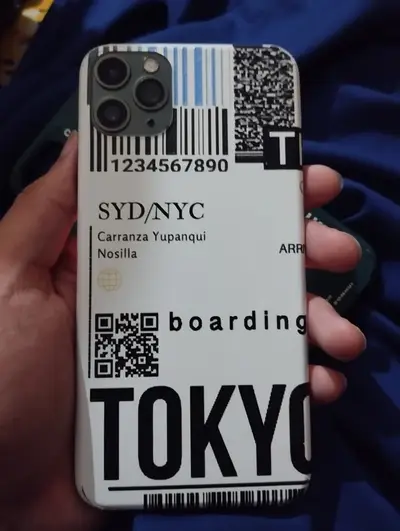 1234567890
T
SYD/NYC
Carranza Yupanqui
Nosilla
ARR
boarding
TOKYO